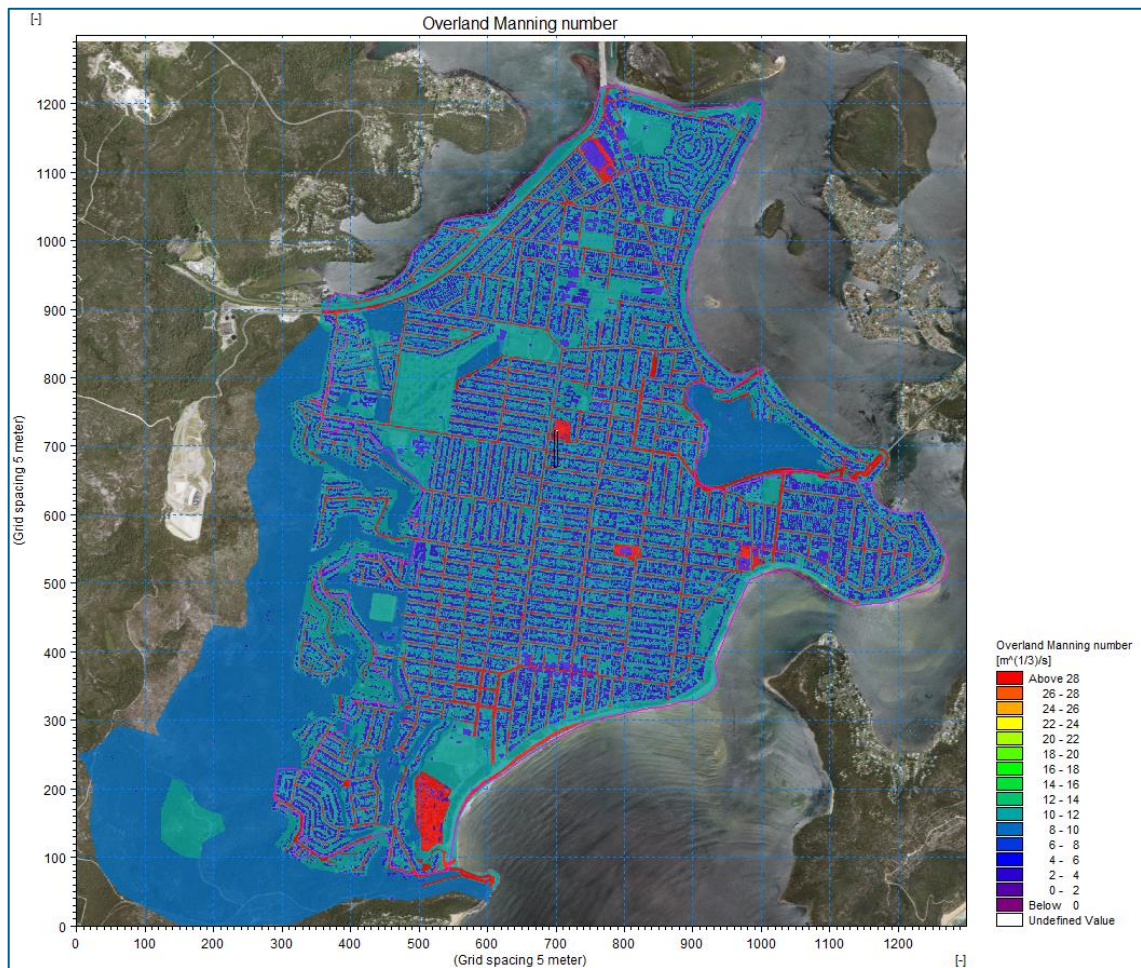 [-]
Overland Manning number
1200
1100
1000
900
800
700
600
500
400
300
200
100
0
(Grid spacing 5 meter)
0 100 200 300 400 500 600 700 800 900 1000 1100 1200
(Grid spacing 5 meter)
[-]
Overland Manning number
[m^(1/3)/s]
Above 28
26 - 28
24 - 26
22 - 24
20 - 22
18 - 20
16 - 18
14 - 16
12 - 14
10 - 12
8 - 10
6 - 8
4 - 6
2 - 4
0 - 2
Below 0
Undefined Value